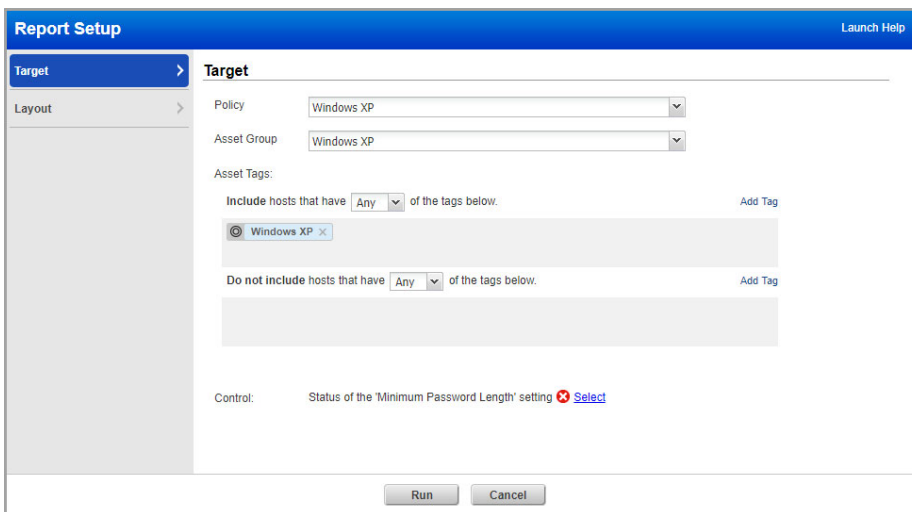 Report Setup
Launch Help
Target
Target
Layout
Policy
Windows XP
Asset Group
Windows XP
Asset Tags:
Include hosts that have Any of the tags below.
Add Tag
Windows XP
Do not include hosts that have Any of the tags below.
Add Tag
Control:
Status of the 'Minimum Password Length' setting Select
Run
Cancel